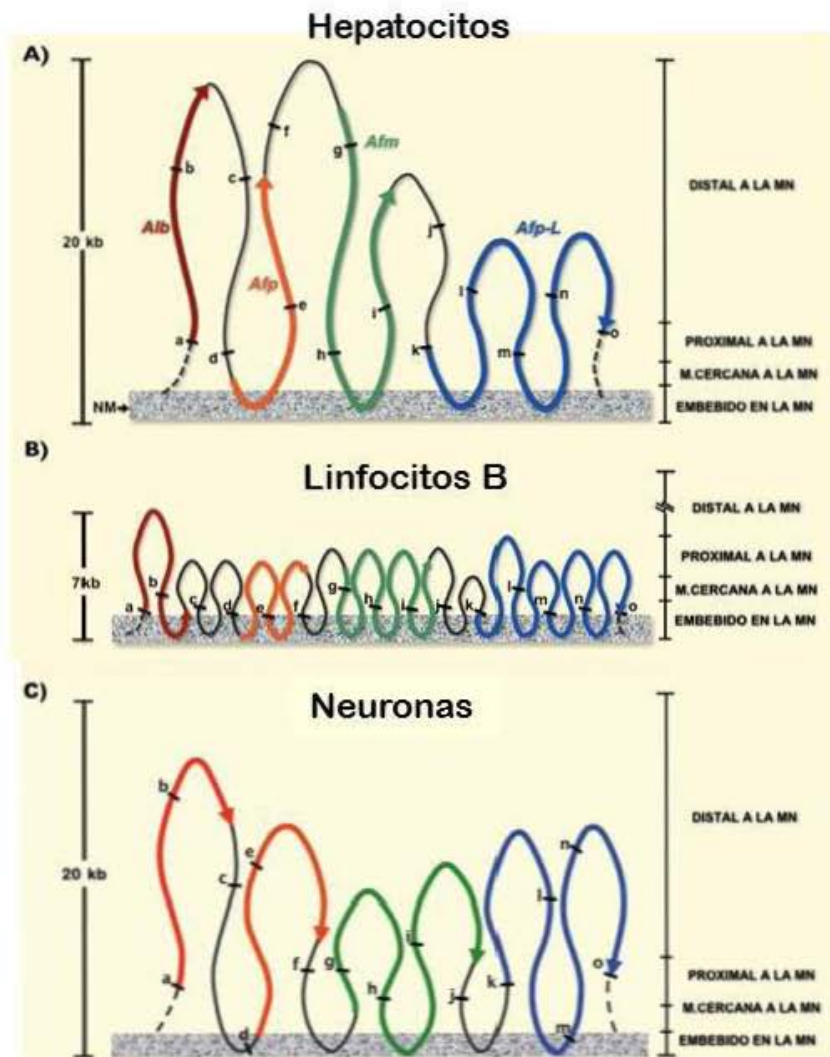 Hepatocitos
A)
f
g
Afm
b
c
DISTAL A LA MN
j
Alb
20 kb
Afp-L
Afp
l
n
e
i
o
a
PROXIMAL A LA MN
d
h
k
m
M.CERCANA A LA MN
NM
EMBEBIDO EN LA MN
B)
Linfocitos B
DISTAL A LA MN
PROXIMAL A LA MN
7kb
M.CERCANA A LA MN
a b c d e f g h i j k l m n o
EMBEBIDO EN LA MN
C)
Neuronas
b
DISTAL A LA MN
e
n
20 kb
c
l
i
f
g
o
PROXIMAL A LA MN
a
k
h
j
M.CERCANA A LA MN
d
m
EMBEBIDO EN LA MN